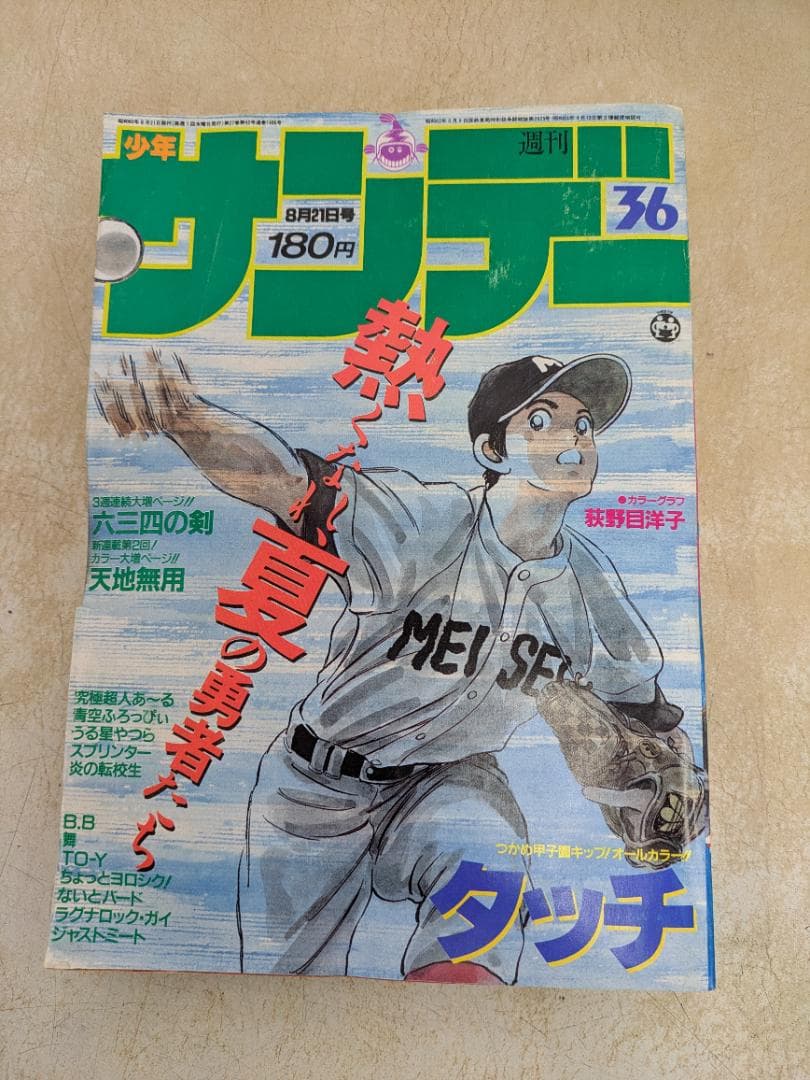 週刊
少年
サンデー
36
8月21日号
180円
熱くなれ、夏の勇者たち
3週連続大増ページ!!
六三四の剣
新連載第2回!
カラー大増ページ!!
天地無用
●カラーグラフ
荻野目洋子
MEI SEI
究極超人あ〜る
青空ふろっぴぃ
うる星やつら
スプリンター
炎の転校生
B.B
舞
TO-Y
ちょっとヨロシク!
ないとバード
ラグナロック・ガイ
ジャストミート
つかめ甲子園キップ!オールカラー!!
タッチ